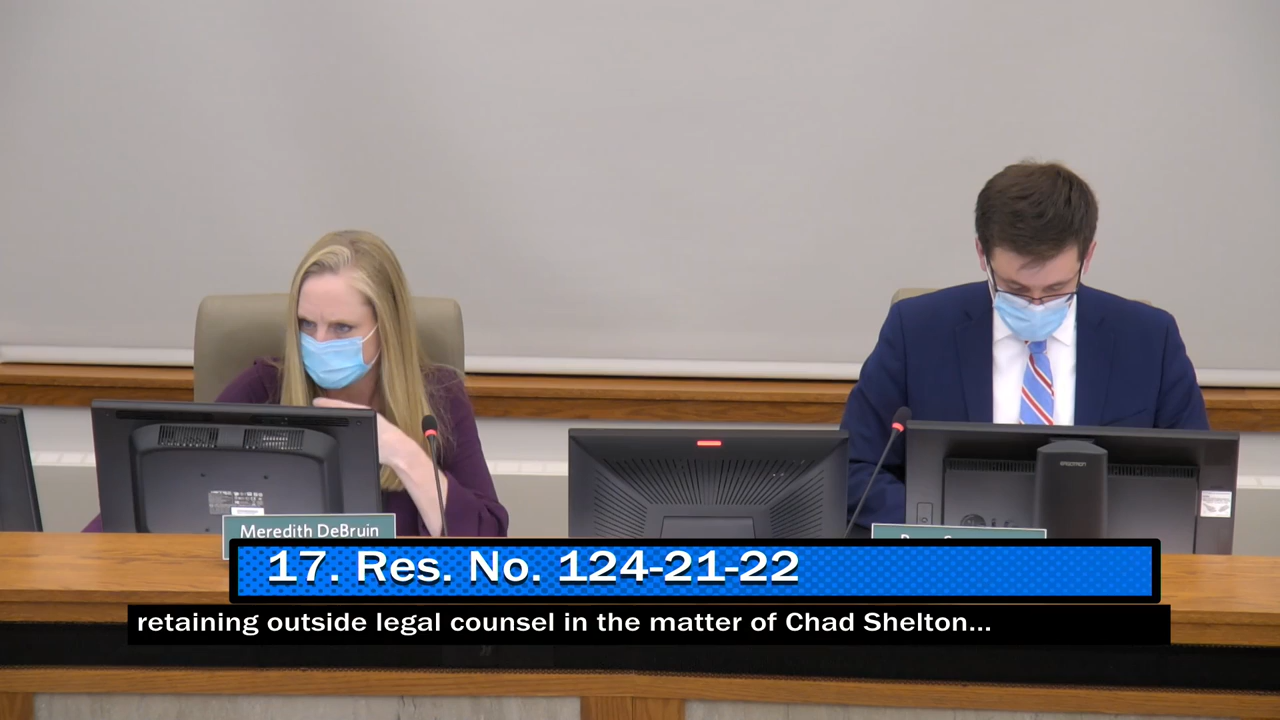 Meredith DeBruin
17. Res. No. 124-21-22
retaining outside legal counsel in the matter of Chad Shelton...